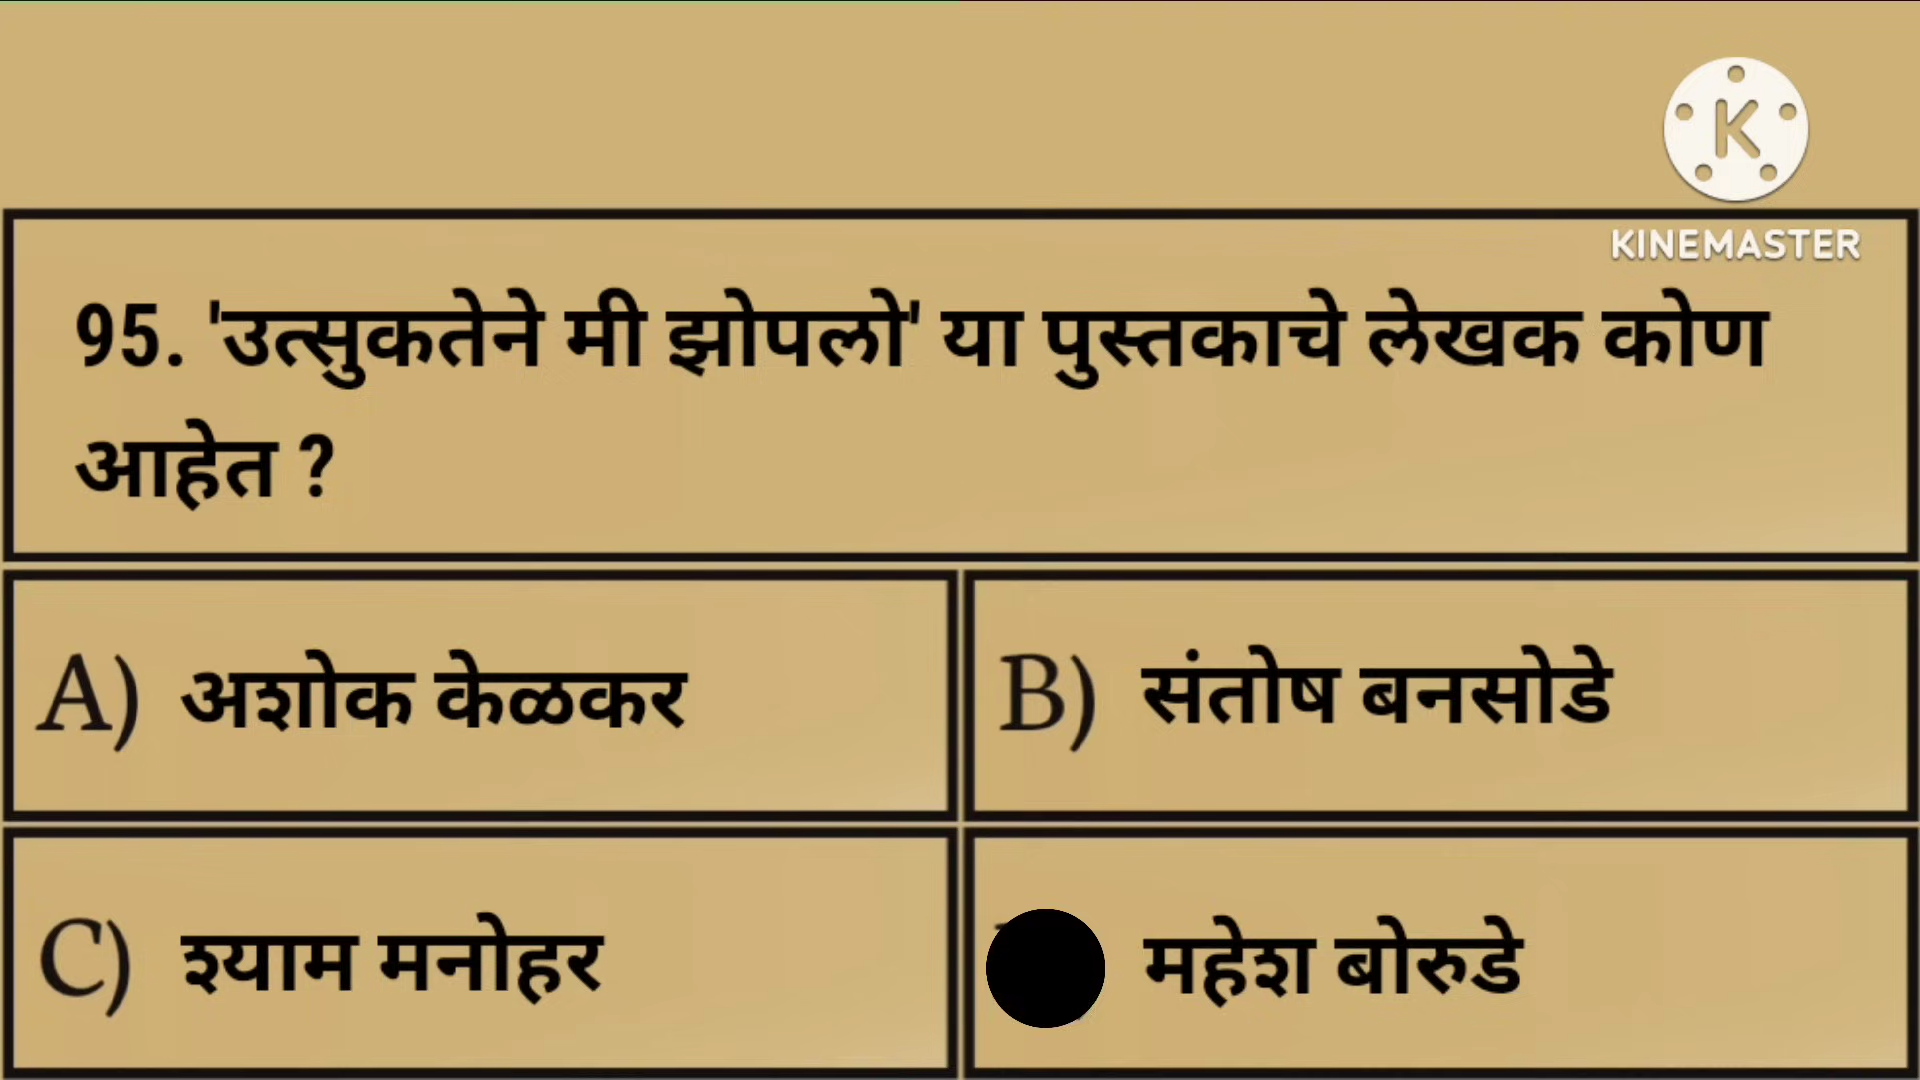 KINEMASTER
95. 'उत्सुकतेने मी झोपलो' या पुस्तकाचे लेखक कोण
आहेत ?
A) अशोक केळकर
B) संतोष बनसोडे
C) श्याम मनोहर
महेश बोरुडे